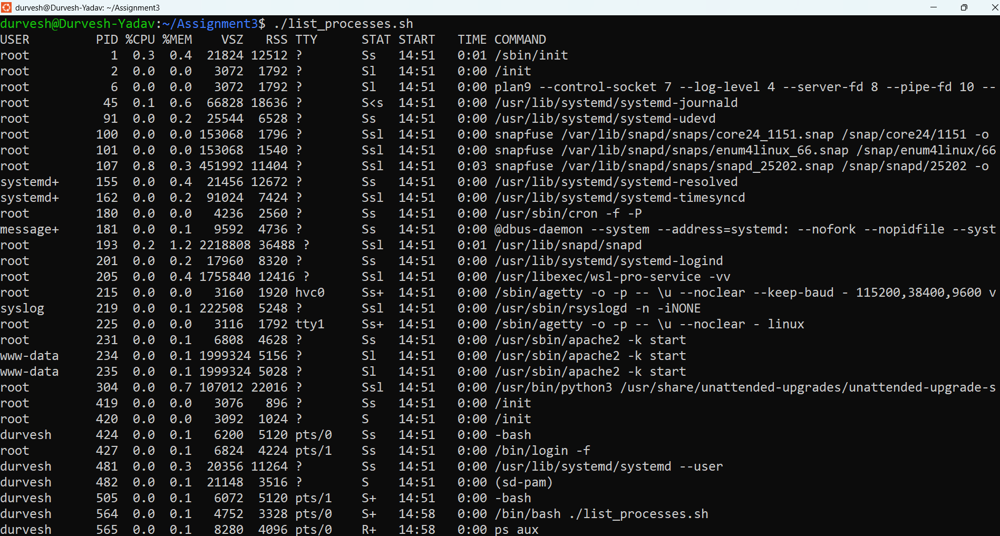 durvesh@Durvesh-Yadav: ~/Assignment3
durvesh@Durvesh-Yadav:~/Assignment3$ ./list_processes.sh
USER         PID %CPU %MEM    VSZ   RSS TTY      STAT START   TIME COMMAND
root           1  0.3  0.4  21824 12512 ?        Ss   14:51   0:01 /sbin/init
root           2  0.0  0.0   3072  1792 ?        Sl   14:51   0:00 /init
root           6  0.0  0.0   3072  1792 ?        Sl   14:51   0:00 plan9 --control-socket 7 --log-level 4 --server-fd 8 --pipe-fd 10 --
root          45  0.1  0.6  66828 18636 ?        S<s  14:51   0:00 /usr/lib/systemd/systemd-journald
root          91  0.0  0.2  25544  6528 ?        Ss   14:51   0:00 /usr/lib/systemd/systemd-udevd
root         100  0.0  0.0 153068  1796 ?        Ssl  14:51   0:00 snapfuse /var/lib/snapd/snaps/core24_1151.snap /snap/core24/1151 -o
root         101  0.0  0.0 153068  1540 ?        Ssl  14:51   0:00 snapfuse /var/lib/snapd/snaps/enum4linux_66.snap /snap/enum4linux/66
root         107  0.8  0.3 451992 11404 ?        Ssl  14:51   0:03 snapfuse /var/lib/snapd/snaps/snapd_25202.snap /snap/snapd/25202 -o
systemd+     155  0.0  0.4  21456 12672 ?        Ss   14:51   0:00 /usr/lib/systemd/systemd-resolved
systemd+     162  0.0  0.2  91024  7424 ?        Ssl  14:51   0:00 /usr/lib/systemd/systemd-timesyncd
root         180  0.0  0.0   4236  2560 ?        Ss   14:51   0:00 /usr/sbin/cron -f -P
message+     181  0.0  0.1   9592  4736 ?        Ss   14:51   0:00 @dbus-daemon --system --address=systemd: --nofork --nopidfile --syst
root         193  0.2  1.2 2218808 36488 ?       Ssl  14:51   0:01 /usr/lib/snapd/snapd
root         201  0.0  0.2  17960  8320 ?        Ss   14:51   0:00 /usr/lib/systemd/systemd-logind
root         205  0.0  0.4 1755840 12416 ?       Ssl  14:51   0:00 /usr/libexec/wsl-pro-service -vv
root         215  0.0  0.0   3160  1920 hvc0     Ss+  14:51   0:00 /sbin/agetty -o -p -- \u --noclear --keep-baud - 115200,38400,9600 v
syslog       219  0.0  0.1 222508  5248 ?        Ssl  14:51   0:00 /usr/sbin/rsyslogd -n -iNONE
root         225  0.0  0.0   3116  1792 tty1     Ss+  14:51   0:00 /sbin/agetty -o -p -- \u --noclear - linux
root         231  0.0  0.1   6808  4628 ?        Ss   14:51   0:00 /usr/sbin/apache2 -k start
www-data     234  0.0  0.1 1999324 5156 ?        Sl   14:51   0:00 /usr/sbin/apache2 -k start
www-data     235  0.0  0.1 1999324 5028 ?        Sl   14:51   0:00 /usr/sbin/apache2 -k start
root         304  0.0  0.7 107012 22016 ?        Ssl  14:51   0:00 /usr/bin/python3 /usr/share/unattended-upgrades/unattended-upgrade-s
root         419  0.0  0.0   3076   896 ?        Ss   14:51   0:00 /init
root         420  0.0  0.0   3092  1024 ?        S    14:51   0:00 /init
durvesh      424  0.0  0.1   6200  5120 pts/0    Ss   14:51   0:00 -bash
root         427  0.0  0.1   6824  4224 pts/1    Ss   14:51   0:00 /bin/login -f
durvesh      481  0.0  0.3  20356 11264 ?        Ss   14:51   0:00 /usr/lib/systemd/systemd --user
durvesh      482  0.0  0.1  21148  3516 ?        S    14:51   0:00 (sd-pam)
durvesh      505  0.0  0.1   6072  5120 pts/1    S+   14:51   0:00 -bash
durvesh      564  0.0  0.1   4752  3328 pts/0    S+   14:58   0:00 /bin/bash ./list_processes.sh
durvesh      565  0.0  0.1   8280  4096 pts/0    R+   14:58   0:00 ps aux